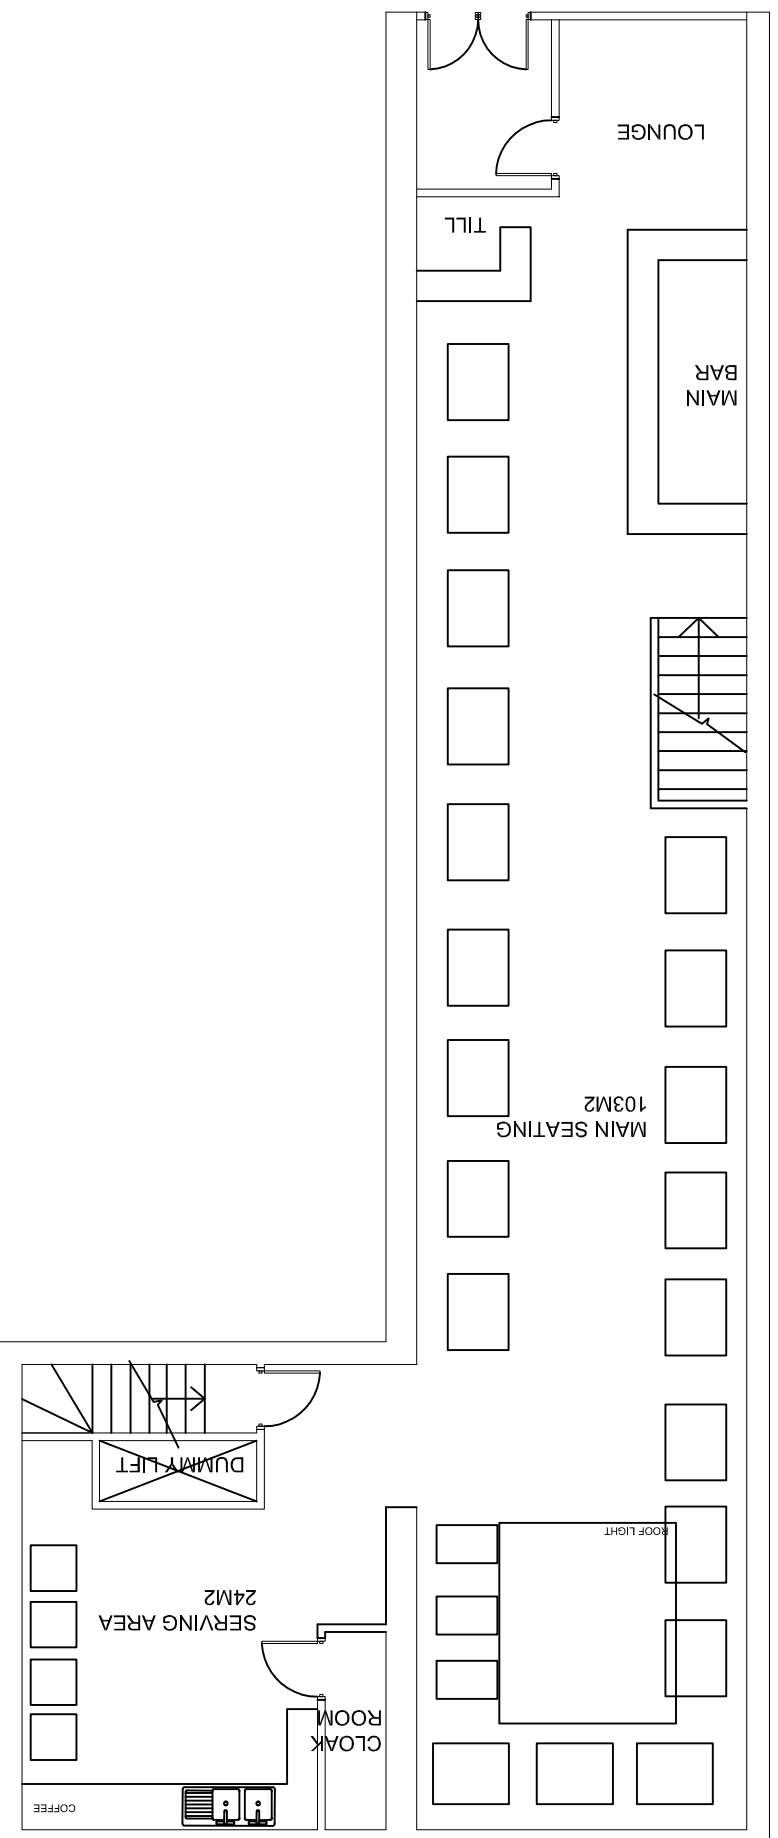 COFFEE
CLOAK
ROOM
SERVING AREA
24M2
ROOF LIGHT
DUMMY LIFT
MAIN SEATING
103M2
MAIN
BAR
TILL
LOUNGE